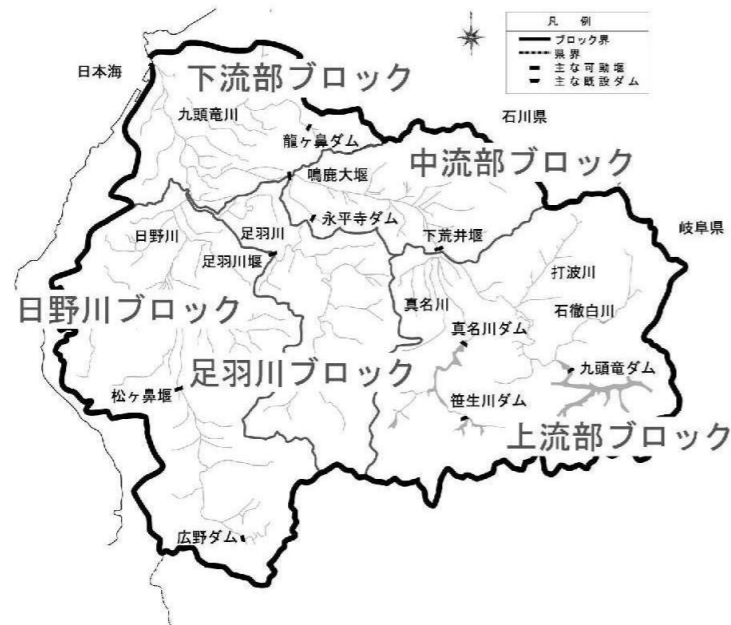 凡 例
ブロック界
県界
主な可動堰
主な既設ダム
日本海
下流部ブロック
九頭竜川
龍ヶ鼻ダム
石川県
中流部ブロック
鳴鹿大堰
永平寺ダム
日野川
足羽川
足羽川堰
下荒井堰
岐阜県
打波川
石徹白川
真名川
真名川ダム
日野川ブロック
足羽川ブロック
九頭竜ダム
松ヶ鼻堰
笹生川ダム
上流部ブロック
広野ダム